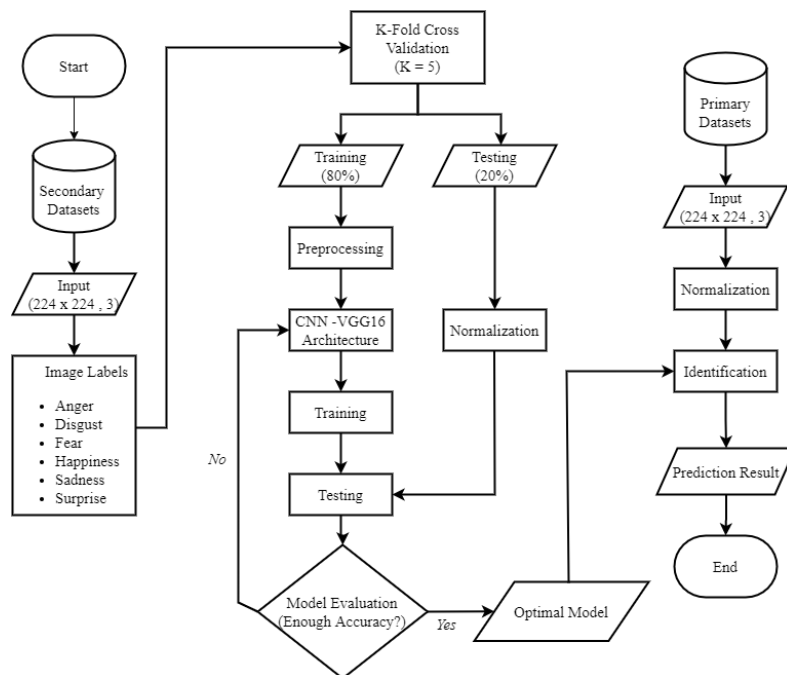 Start
Secondary
Datasets
Input
(224 x 224 , 3)
Image Labels
• Anger
• Disgust
• Fear
• Happiness
• Sadness
• Surprise
K-Fold Cross
Validation
(K = 5)
Training
(80%)
Testing
(20%)
Preprocessing
CNN -VGG16
Architecture
Normalization
Training
Testing
No
Model Evaluation
(Enough Accuracy?)
Yes
Optimal Model
Primary
Datasets
Input
(224 x 224 , 3)
Normalization
Identification
Prediction Result
End